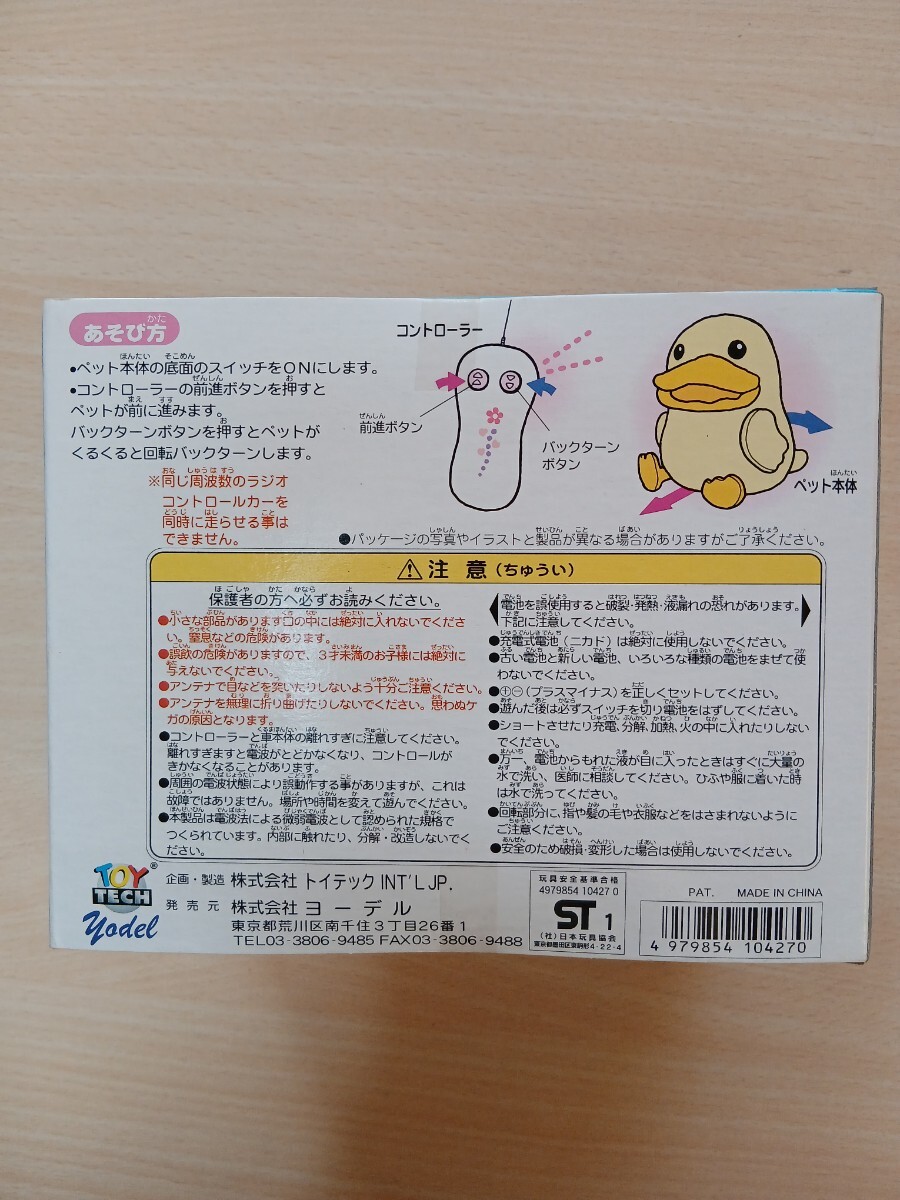 あそび方
•ペット本体の底面のスイッチをONにします。
•コントローラーの前進ボタンを押すと
ペットが前に進みます。
バックターンボタンを押すとペットが
くるくると回転バックターンします。
※同じ周波数のラジオ
コントロールカーを
同時に走らせる事は
できません。
コントローラー
前進ボタン
バックターン
ボタン
ペット本体
●パッケージの写真やイラストと製品が異なる場合がありますがご了承ください。
⚠注 意(ちゅうい)
保護者の方へ必ずお読みください。
●小さな部品があります口の中には絶対に入れないでくださ
い。窒息などの危険があります。
●誤飲の危険がありますので、3才未満のお子様には絶対に
与えないでください。
●アンテナで目などを突いたりしないよう十分ご注意ください。
●アンテナを無理に折り曲げたりしないでください。思わぬケ
ガの原因となります。
●コントローラーと車本体の離れすぎに注意してください。
離れすぎますと電波がとどかなくなり、コントロールが
きかなくなることがあります。
●周囲の電波状態により誤動作する事がありますが、これは
故障ではありません。場所や時間を変えて遊んでください。
●本製品は電波法による微弱電波として認められた規格で
つくられています。内部に触れたり、分解・改造しないでく
ださい。
電池を誤使用すると破裂・発熱・液漏れの恐れがあります。
下記に注意してください。
●充電式電池(ニカド)は絶対に使用しないでください。
●古い電池と新しい電池、いろいろな種類の電池をまぜて使
わないでください。
●⊕⊖(プラスマイナス)を正しくセットしてください。
●遊んだ後は必ずスイッチを切り電池をはずしてください。
●ショートさせたり充電、分解、加熱、火の中に入れたりしない
でください。
●万一、電池からもれた液が目に入ったときはすぐに大量の
水で洗い、医師に相談してください。ひふや服に着いた時
は水で洗ってください。
●回転部分に、指や髪の毛や衣服などをはさまれないように
ご注意ください。
●安全のため破損・変形した場合は使用しないでください。
TOY TECH®
Yodel
企画・製造 株式会社 トイテック INT'L JP.
発売元 株式会社 ヨーデル
東京都荒川区南千住3丁目26番1
TEL03-3806-9485 FAX03-3806-9488
玩具安全基準合格
4979854 10427 0
ST 1
(社)日本玩具協会
東京都墨田区東駒形4-22-4
PAT. MADE IN CHINA
4 979854 104270